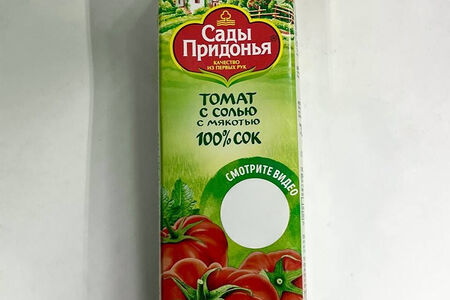 Сады
Придонья®
КАЧЕСТВО
ИЗ ПЕРВЫХ РУК
ТОМАТ
С СОЛЬЮ
С МЯКОТЬЮ
100% СОК
СМОТРИТЕ ВИДЕО